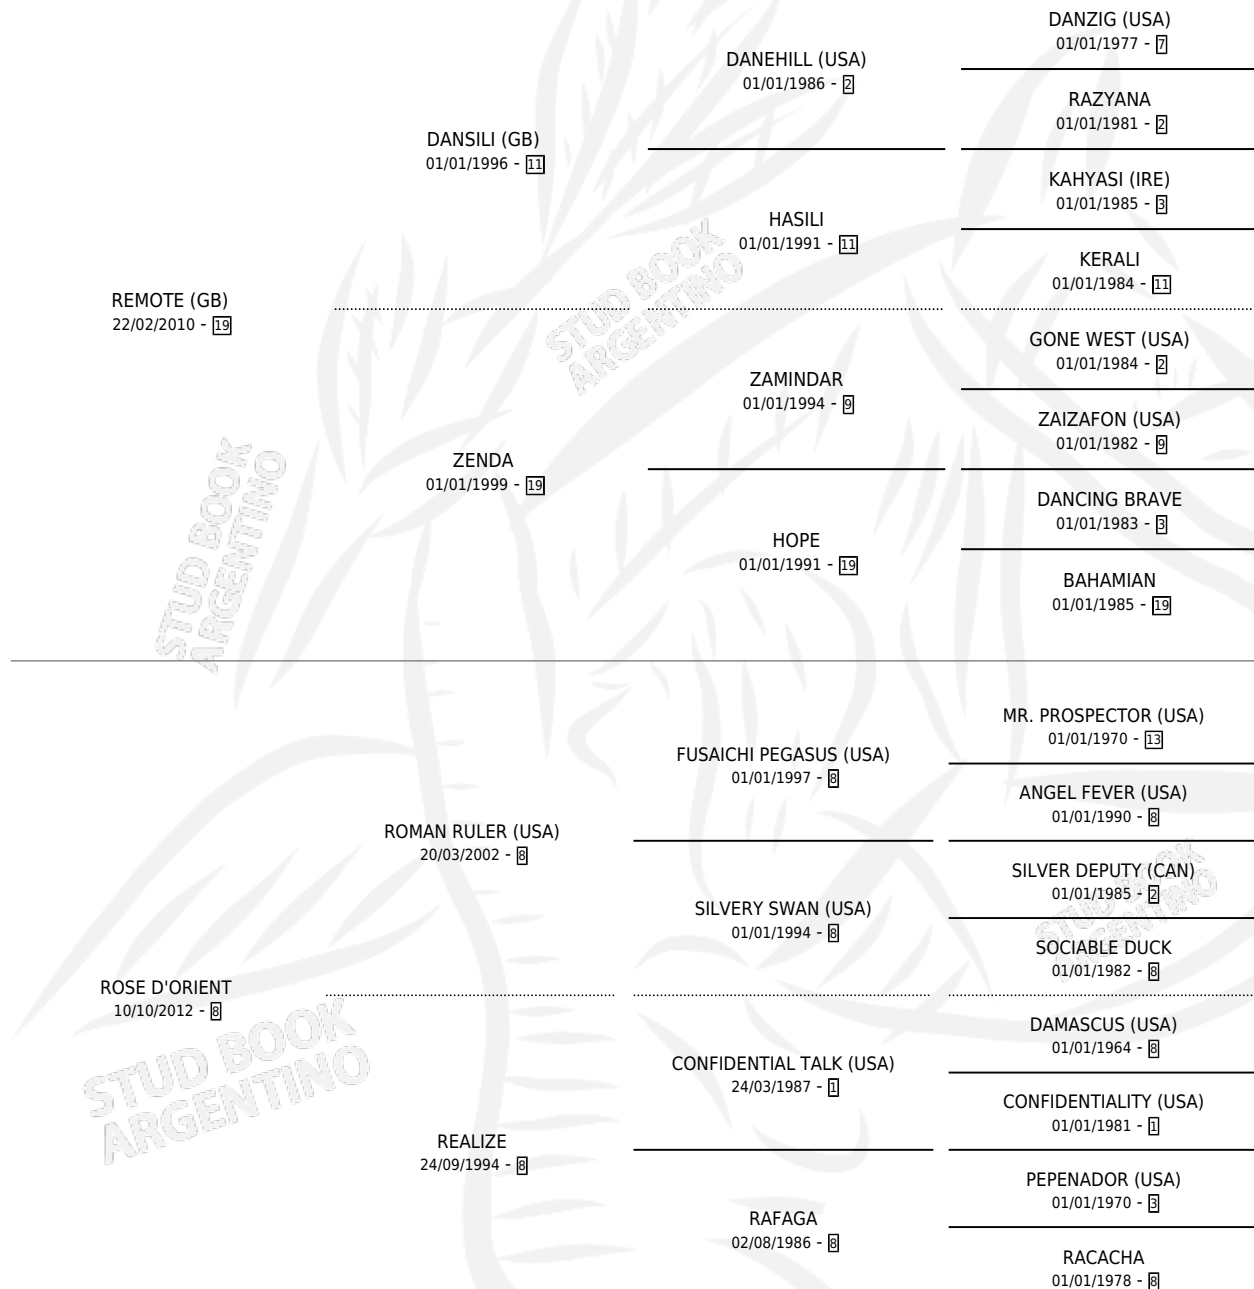 DANZIG (USA)
01/01/1977 - 7
DANEHILL (USA)
01/01/1986 - 2
RAZYANA
01/01/1981 - 2
DANSILI (GB)
01/01/1996 - 11
KAHYASI (IRE)
01/01/1985 - 3
HASILI
01/01/1991 - 11
KERALI
01/01/1984 - 11
REMOTE (GB)
22/02/2010 - 19
GONE WEST (USA)
01/01/1984 - 2
ZAMINDAR
01/01/1994 - 9
ZAIZAFON (USA)
01/01/1982 - 9
ZENDA
01/01/1999 - 19
DANCING BRAVE
01/01/1983 - 3
HOPE
01/01/1991 - 19
BAHAMIAN
01/01/1985 - 19
STUD BOOK
ARGENTINO
STUD BOOK
ARGENTINO
MR. PROSPECTOR (USA)
01/01/1970 - 13
FUSAICHI PEGASUS (USA)
01/01/1997 - 8
ANGEL FEVER (USA)
01/01/1990 - 8
ROMAN RULER (USA)
20/03/2002 - 8
SILVER DEPUTY (CAN)
01/01/1985 - 2
SILVERY SWAN (USA)
01/01/1994 - 8
STUD BOOK
ARGENTINO
SOCIABLE DUCK
01/01/1982 - 8
ROSE D'ORIENT
10/10/2012 - 8
DAMASCUS (USA)
01/01/1964 - 8
CONFIDENTIAL TALK (USA)
24/03/1987 - 1
CONFIDENTIALITY (USA)
01/01/1981 - 1
STUD BOOK
ARGENTINO
REALIZE
24/09/1994 - 8
PEPENADOR (USA)
01/01/1970 - 3
RAFAGA
02/08/1986 - 8
RACACHA
01/01/1978 - 8